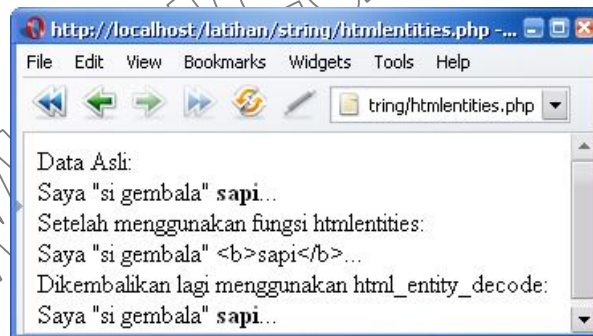 http://localhost/latihan/string/htmlentities.php -...
File Edit View Bookmarks Widgets Tools Help
tring/htmlentities.php
Data Asli:
Saya "si gembala" sapi...
Setelah menggunakan fungsi htmlentities:
Saya "si gembala" <b>sapi</b>...
Dikembalikan lagi menggunakan html_entity_decode:
Saya "si gembala" sapi...